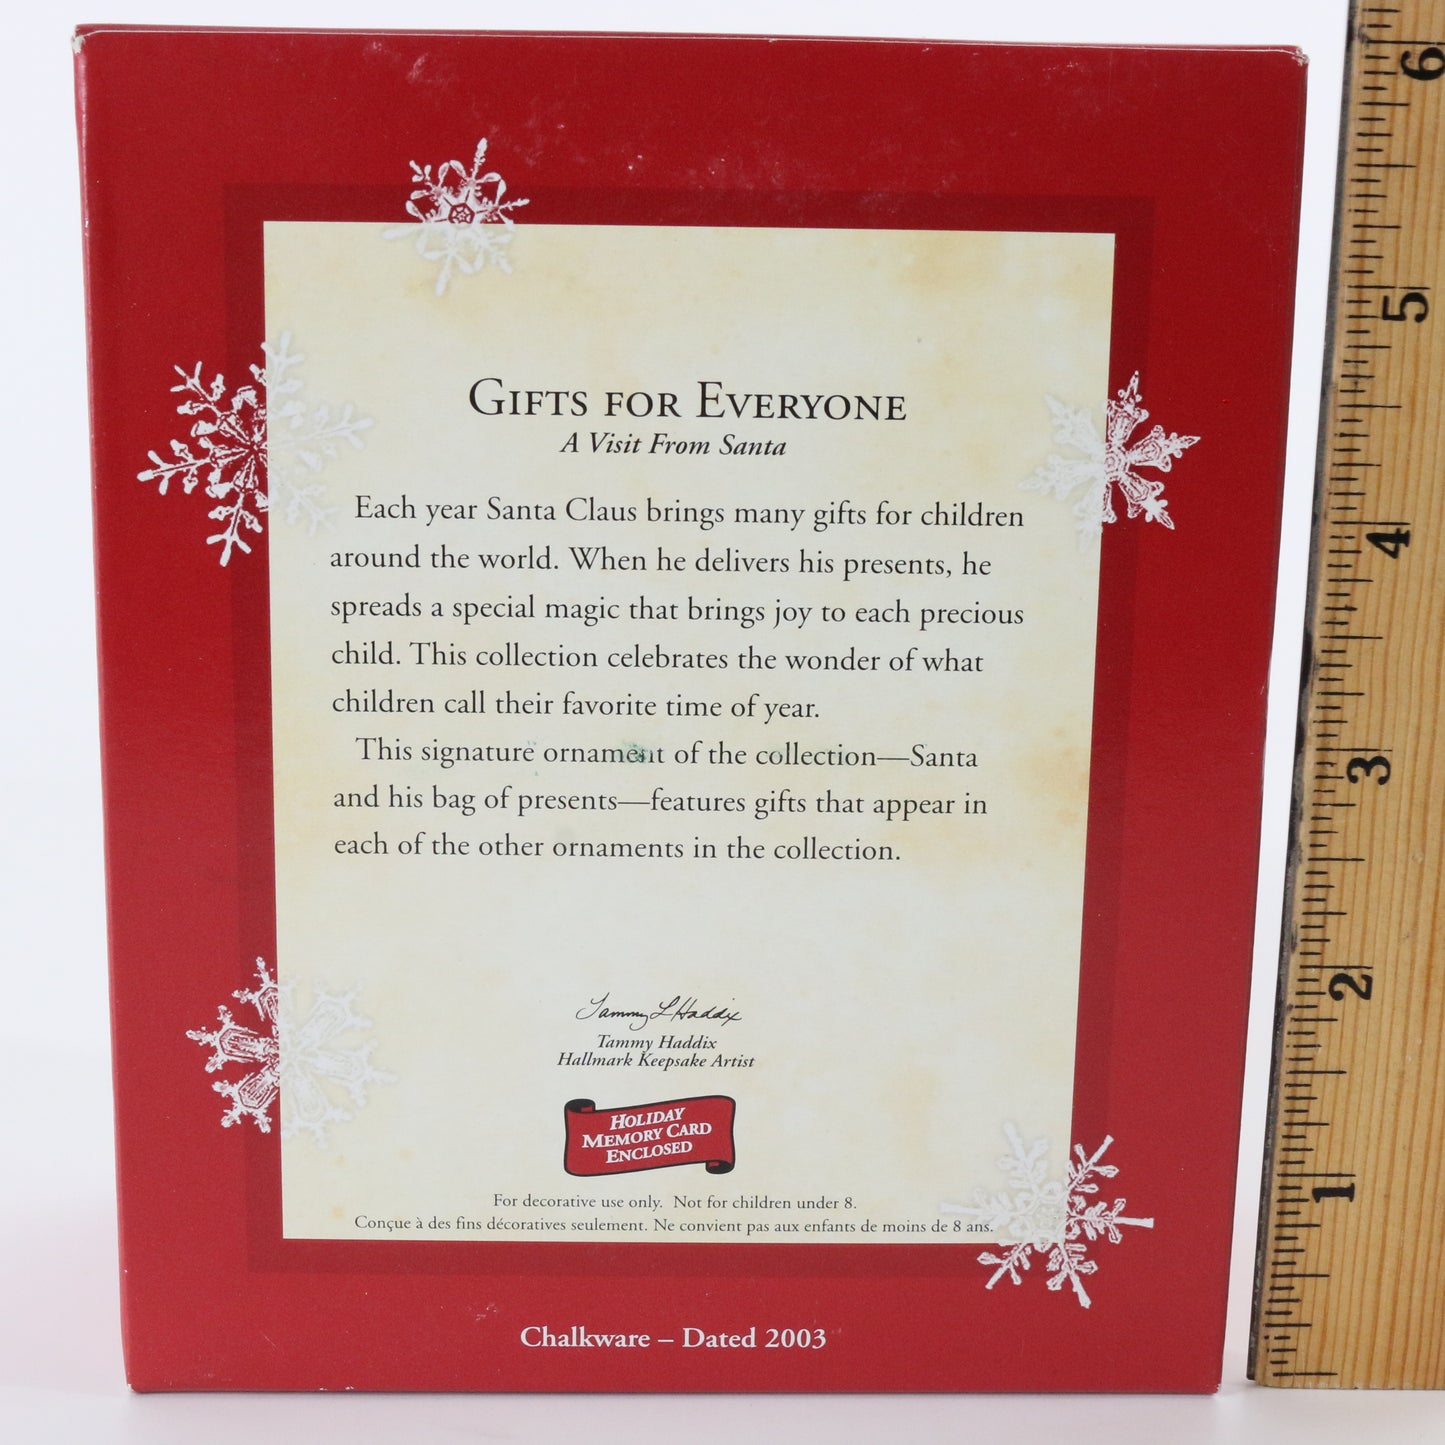 GIFTS FOR EVERYONE
A Visit From Santa
Each year Santa Claus brings many gifts for children
around the world. When he delivers his presents, he
spreads a special magic that brings joy to each precious
child. This collection celebrates the wonder of what
children call their favorite time of year.
This signature ornament of the collection—Santa
and his bag of presents—features gifts that appear in
each of the other ornaments in the collection.
Tammy L Haddix
Tammy Haddix
Hallmark Keepsake Artist
HOLIDAY
MEMORY CARD
ENCLOSED
For decorative use only. Not for children under 8.
Conçue à des fins décoratives seulement. Ne convient pas aux enfants de moins de 8 ans.
Chalkware – Dated 2003
6
5
4
3
2
1